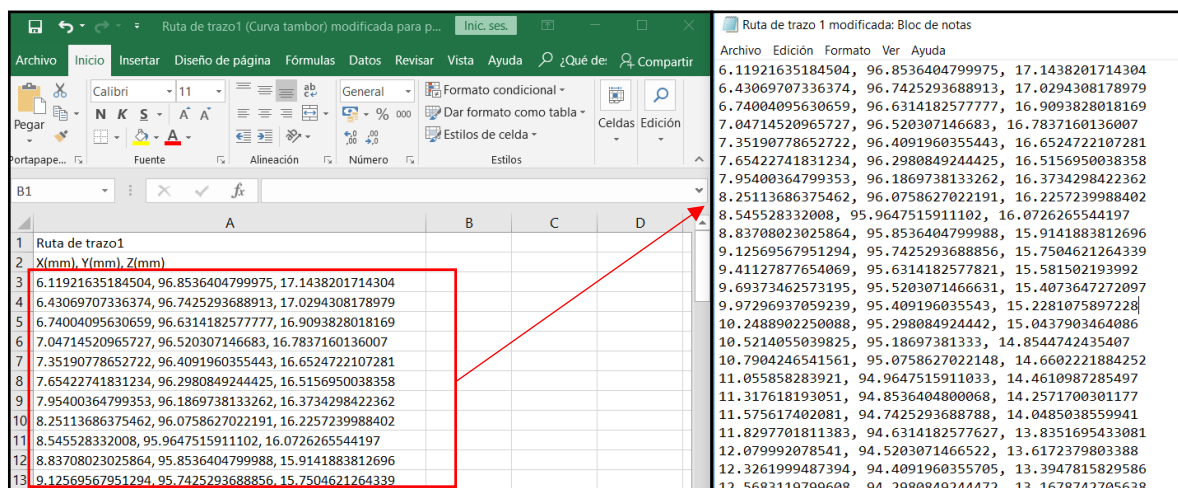 Ruta de trazo1 (Curva tambor) modificada para p...
Inic. ses.
Archivo Inicio Insertar Diseño de página Fórmulas Datos Revisar Vista Ayuda ¿Qué de: Compartir
Pegar
Calibri 11
N K S A A
General
% 000
Formato condicional
Dar formato como tabla
Estilos de celda
Celdas
Edición
Portapape... Fuente Alineación Número Estilos
B1
fx
A B C D
1 Ruta de trazo1
2 X(mm), Y(mm), Z(mm)
3 6.11921635184504, 96.8536404799975, 17.1438201714304
4 6.43069707336374, 96.7425293688913, 17.0294308178979
5 6.74004095630659, 96.6314182577777, 16.9093828018169
6 7.04714520965727, 96.520307146683, 16.7837160136007
7 7.35190778652722, 96.4091960355443, 16.6524722107281
8 7.65422741831234, 96.2980849244425, 16.5156950038358
9 7.95400364799353, 96.1869738133262, 16.3734298422362
10 8.25113686375462, 96.0758627022191, 16.2257239988402
11 8.545528332008, 95.9647515911102, 16.0726265544197
12 8.83708023025864, 95.8536404799988, 15.9141883812696
13 9.12569567951294, 95.7425293688856, 15.7504621264339
Ruta de trazo 1 modificada: Bloc de notas
Archivo Edición Formato Ver Ayuda
6.11921635184504, 96.8536404799975, 17.1438201714304
6.43069707336374, 96.7425293688913, 17.0294308178979
6.74004095630659, 96.6314182577777, 16.9093828018169
7.04714520965727, 96.520307146683, 16.7837160136007
7.35190778652722, 96.4091960355443, 16.6524722107281
7.65422741831234, 96.2980849244425, 16.5156950038358
7.95400364799353, 96.1869738133262, 16.3734298422362
8.25113686375462, 96.0758627022191, 16.2257239988402
8.545528332008, 95.9647515911102, 16.0726265544197
8.83708023025864, 95.8536404799988, 15.9141883812696
9.12569567951294, 95.7425293688856, 15.7504621264339
9.41127877654069, 95.6314182577821, 15.581502193992
9.69373462573195, 95.5203071466631, 15.4073647272097
9.97296937059239, 95.409196035543, 15.2281075897228
10.2488902250088, 95.298084924442, 15.0437903464086
10.5214055039825, 95.18697381333, 14.8544742435407
10.7904246541561, 95.0758627022148, 14.6602221884252
11.055858283921, 94.9647515911033, 14.4610987285497
11.317618193051, 94.8536404800068, 14.2571700301177
11.575617402081, 94.7425293688788, 14.0485038559941
11.8297701811383, 94.6314182577627, 13.8351695433081
12.079992078541, 94.5203071466522, 13.6172379803388
12.3261999487394, 94.4091960355705, 13.3947815829586
12.5683119799608, 94.2980849244472, 13.1678742705638